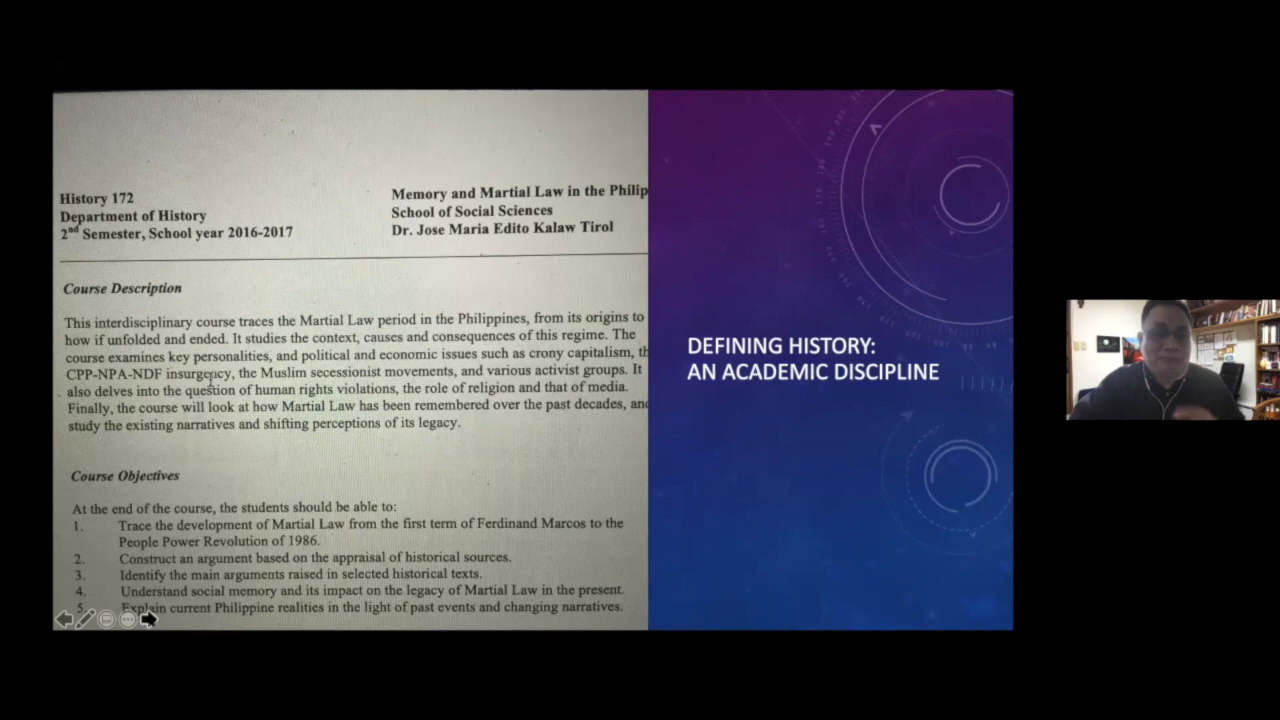 History 172
Department of History
2nd Semester, School year 2016-2017
Memory and Martial Law in the Philip
School of Social Sciences
Dr. Jose Maria Edito Kalaw Tirol
Course Description
This interdisciplinary course traces the Martial Law period in the Philippines, from its origins to
how if unfolded and ended. It studies the context, causes and consequences of this regime. The
course examines key personalities, and political and economic issues such as crony capitalism, th
CPP-NPA-NDF insurgency, the Muslim secessionist movements, and various activist groups. It
also delves into the question of human rights violations, the role of religion and that of media.
Finally, the course will look at how Martial Law has been remembered over the past decades, and
study the existing narratives and shifting perceptions of its legacy.
Course Objectives
At the end of the course, the students should be able to:
1. Trace the development of Martial Law from the first term of Ferdinand Marcos to the
People Power Revolution of 1986.
2. Construct an argument based on the appraisal of historical sources.
3. Identify the main arguments raised in selected historical texts.
4. Understand social memory and its impact on the legacy of Martial Law in the present.
5. Explain current Philippine realities in the light of past events and changing narratives.
DEFINING HISTORY:
AN ACADEMIC DISCIPLINE